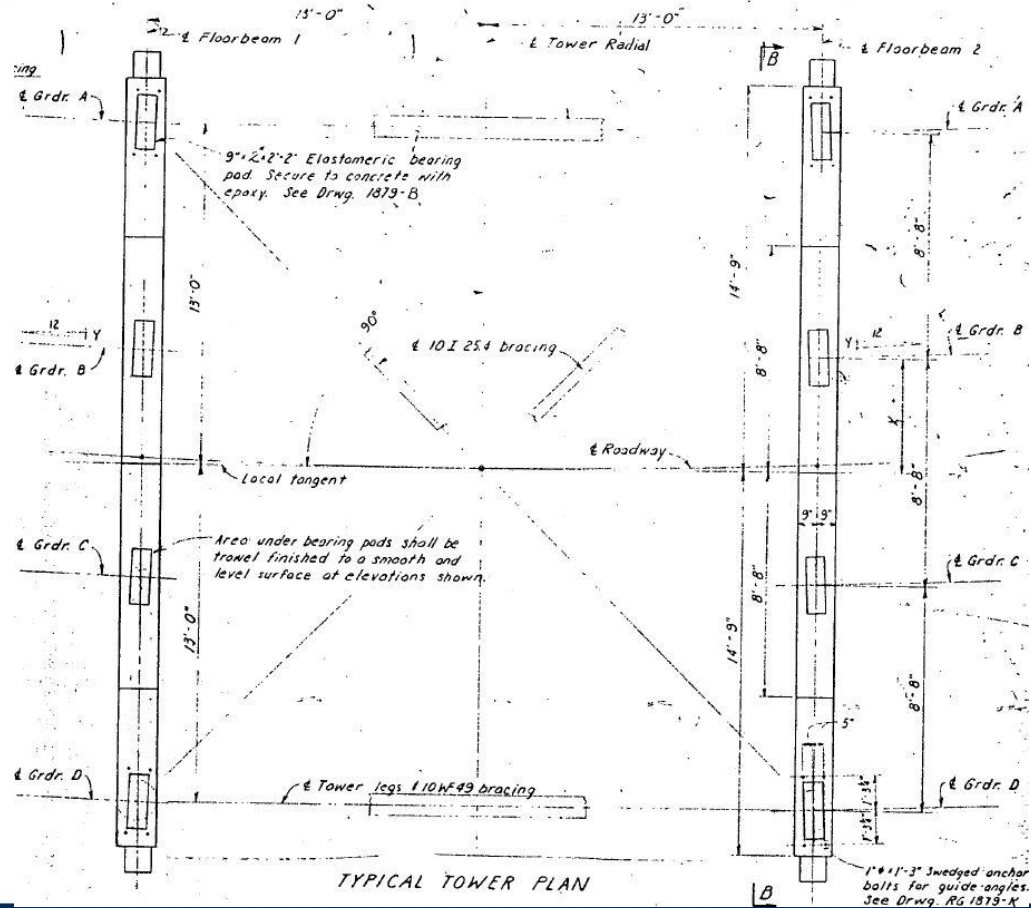 13'-0"
13'-0"
℄ Floorbeam 1
℄ Tower Radial
B
℄ Floorbeam 2
℄ Grdr. A
℄ Grdr. A
9"x2"x2'-2" Elastomeric bearing
pad. Secure to concrete with
epoxy. See Drwg. 1879-B
8'-8"
14'-9"
13'-0"
12
Y
90°
℄ 10 I 25.4 bracing
Y
12
℄ Grdr. B
℄ Grdr. B
8'-8"
K
℄ Roadway
Local tangent
8'-8"
9" 9"
Area under bearing pads shall be
trowel finished to a smooth and
level surface at elevations shown.
℄ Grdr. C
℄ Grdr. C
8'-8"
13'-0"
14'-9"
8'-8"
5"
℄ Grdr. D
℄ Tower legs & 10 WF 49 bracing
℄ Grdr. D
TYPICAL TOWER PLAN
B
1"ϕ x 1'-3" Swedged anchor
bolts for guide angles.
See Drwg. RG 1879-K